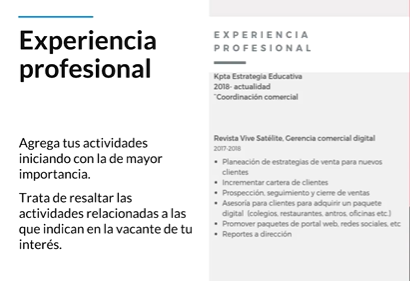 Experiencia
profesional
Agrega tus actividades
iniciando con la de mayor
importancia.
Trata de resaltar las
actividades relacionadas a las
que indican en la vacante de tu
interés.
EXPERIENCIA
PROFESIONAL
Kpta Estrategia Educativa
2018- actualidad
¨Coordinación comercial
Revista Vive Satélite, Gerencia comercial digital
2017-2018
• Planeación de estrategias de venta para nuevos
clientes
• Incrementar cartera de clientes
• Prospección, seguimiento y cierre de ventas
• Asesoría para clientes para adquirir un paquete
digital (colegios, restaurantes, antros, oficinas etc.)
• Promover paquetes de portal web, redes sociales, etc
• Reportes a dirección